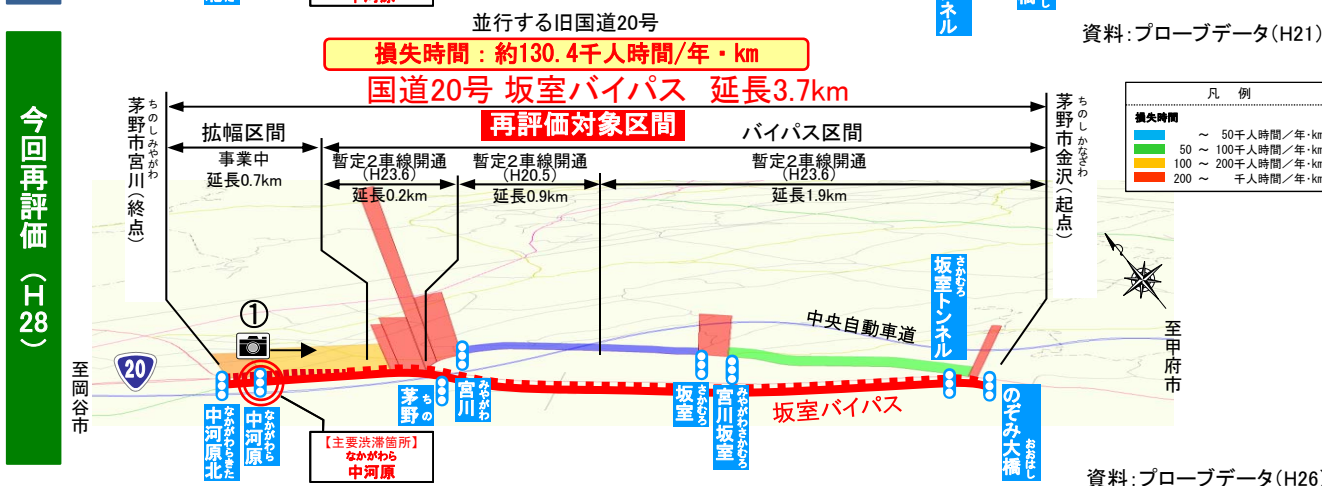 並行する旧国道20号
ネル
資料：プローブデータ(H21)
損失時間：約130.4千人時間/年・km
国道20号 坂室バイパス 延長3.7km
再評価対象区間
今回再評価（H28）
ちのしみやがわ
茅野市宮川（終点）
拡幅区間
事業中
延長0.7km
バイパス区間
暫定2車線開通
(H23.6)
延長0.2km
暫定2車線開通
(H20.5)
延長0.9km
暫定2車線開通
(H23.6)
延長1.9km
ちのしかなざわ
茅野市金沢（起点）
凡 例
損失時間
～ 50千人時間／年・km
50 ～ 100千人時間／年・km
100 ～ 200千人時間／年・km
200 ～ 千人時間／年・km
①
20
至岡谷市
至甲府市
中央自動車道
さかむろ
坂室トンネル
なかがわらきた
中河原北
なかがわら
中河原
ちの
茅野
みやがわ
宮川
さかむろ
坂室
みやがわさかむろ
宮川坂室
坂室バイパス
おおはし
のぞみ大橋
【主要渋滞箇所】
なかがわら
中河原
資料：プローブデータ(H26)